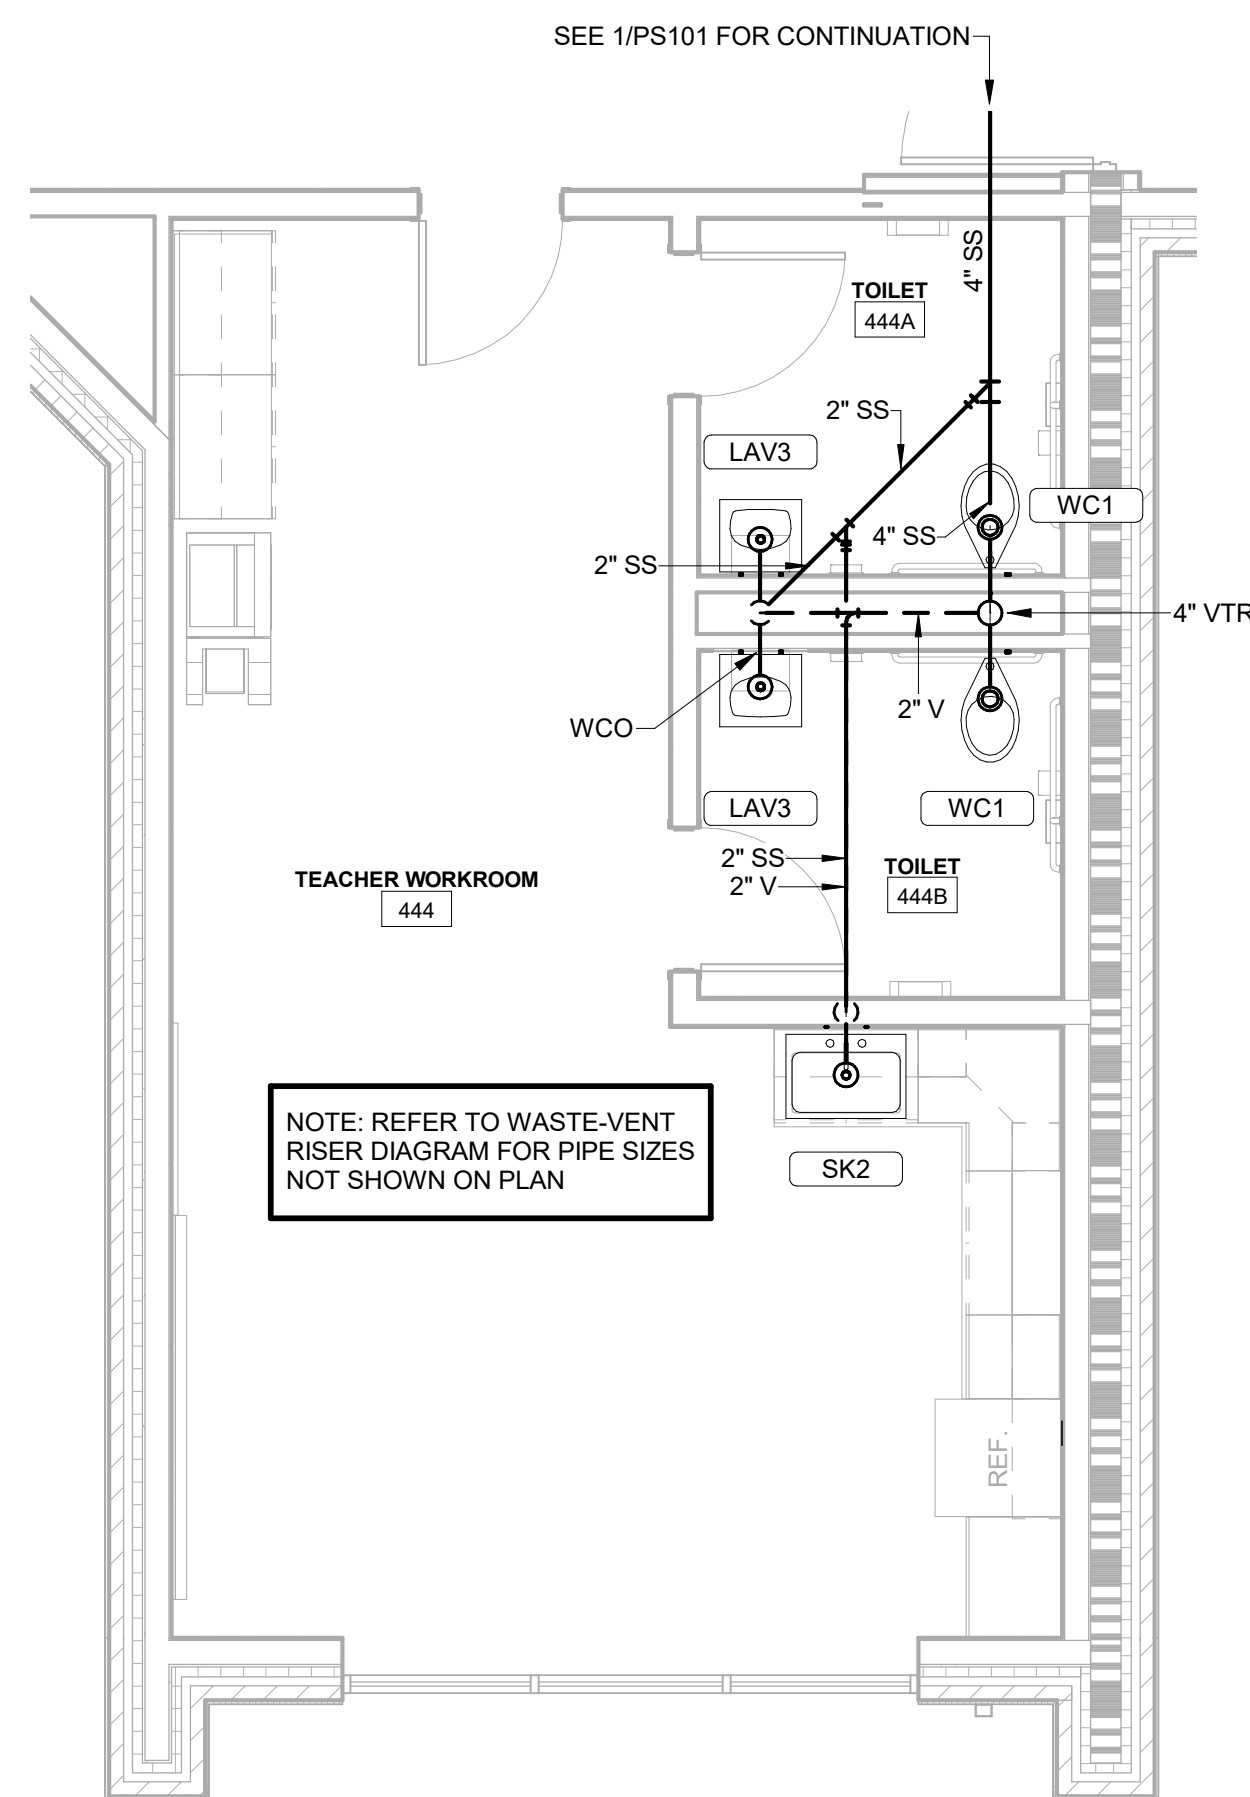 SEE 1/PS101 FOR CONTINUATION
4" SS
TOILET
444A
2" SS
LAV3
WC1
4" SS
2" SS
4" VTR
2" V
WCO
LAV3
WC1
2" SS
2" V
TOILET
444B
TEACHER WORKROOM
444
NOTE: REFER TO WASTE-VENT
RISER DIAGRAM FOR PIPE SIZES
NOT SHOWN ON PLAN
SK2
REF.